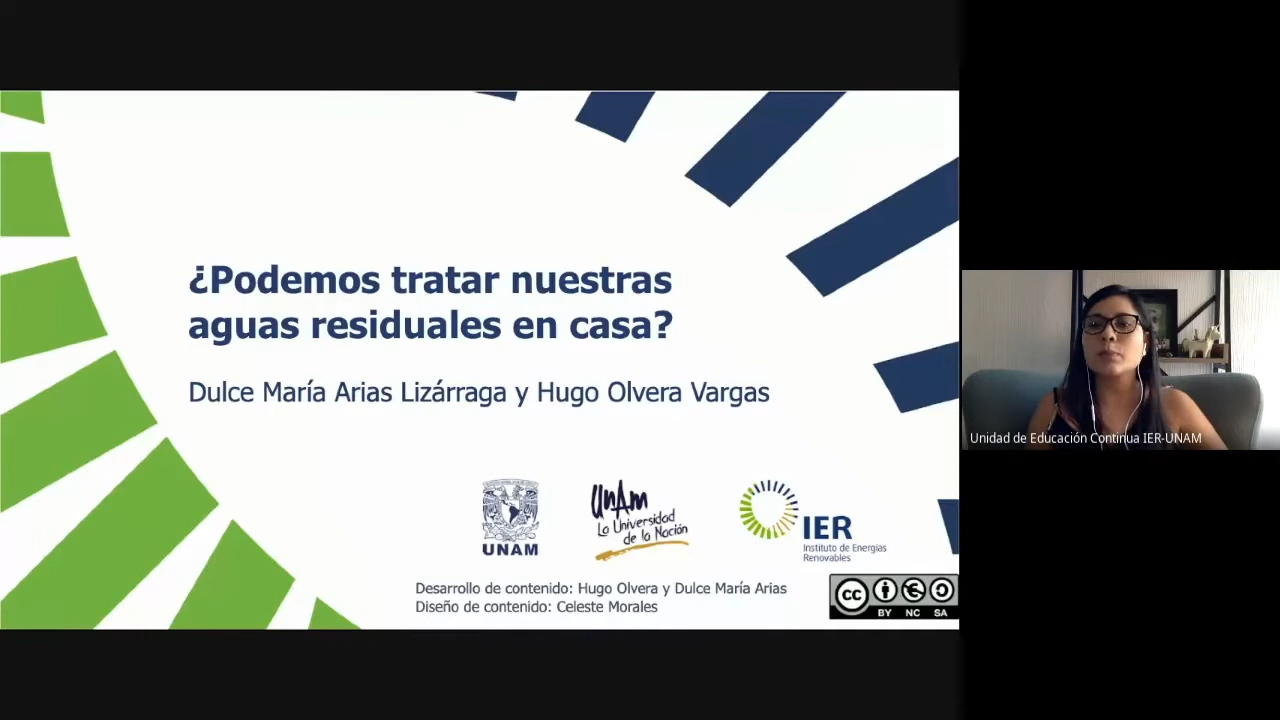 ¿Podemos tratar nuestras
aguas residuales en casa?
Dulce María Arias Lizárraga y Hugo Olvera Vargas
UNAM
UNAM
La Universidad
de la Nación
IER
Instituto de Energías
Renovables
Desarrollo de contenido: Hugo Olvera y Dulce María Arias
Diseño de contenido: Celeste Morales
cc
BY NC SA
Unidad de Educación Continua IER-UNAM